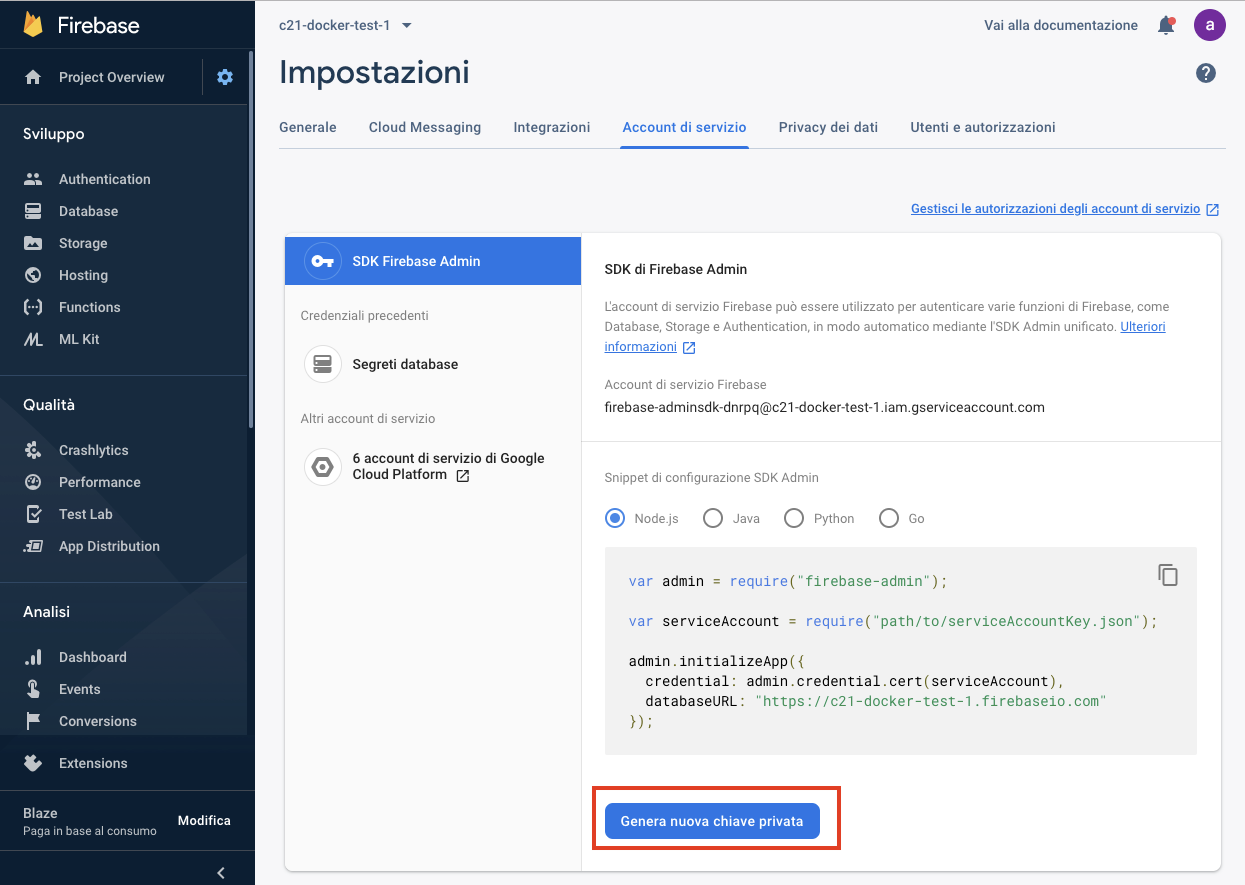 Firebase
Project Overview
Sviluppo
Authentication
Database
Storage
Hosting
Functions
ML Kit
Qualità
Crashlytics
Performance
Test Lab
App Distribution
Analisi
Dashboard
Events
Conversions
Extensions
Blaze
Paga in base al consumo
Modifica
c21-docker-test-1
Vai alla documentazione
a
Impostazioni
?
Generale
Cloud Messaging
Integrazioni
Account di servizio
Privacy dei dati
Utenti e autorizzazioni
Gestisci le autorizzazioni degli account di servizio
SDK Firebase Admin
Credenziali precedenti
Segreti database
Altri account di servizio
6 account di servizio di Google
Cloud Platform
SDK di Firebase Admin
L'account di servizio Firebase può essere utilizzato per autenticare varie funzioni di Firebase, come
Database, Storage e Authentication, in modo automatico mediante l'SDK Admin unificato. Ulteriori
informazioni
Account di servizio Firebase
firebase-adminsdk-dnrpq@c21-docker-test-1.iam.gserviceaccount.com
Snippet di configurazione SDK Admin
Node.js
Java
Python
Go
var admin = require("firebase-admin");
var serviceAccount = require("path/to/serviceAccountKey.json");
admin.initializeApp({
  credential: admin.credential.cert(serviceAccount),
  databaseURL: "https://c21-docker-test-1.firebaseio.com"
});
Genera nuova chiave privata